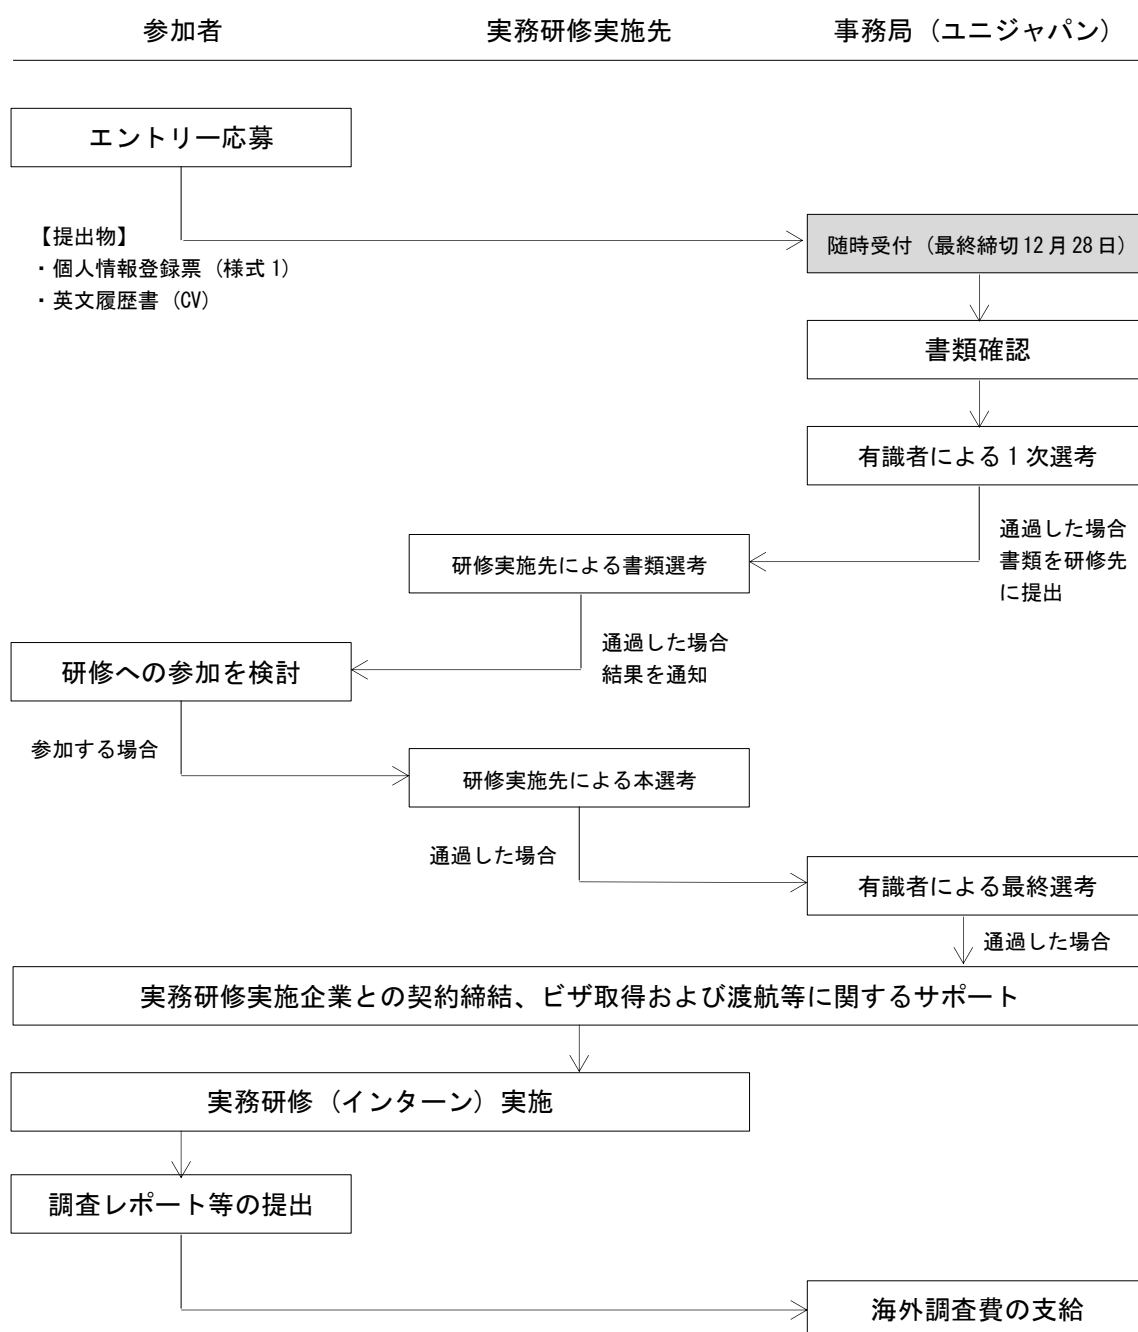 参加者
実務研修実施先
事務局（ユニジャパン）
エントリー応募
【提出物】
・個人情報登録票（様式1）
・英文履歴書（CV）
随時受付（最終締切12月28日）
書類確認
有識者による1次選考
通過した場合
書類を研修先
に提出
研修実施先による書類選考
通過した場合
結果を通知
研修への参加を検討
参加する場合
研修実施先による本選考
通過した場合
有識者による最終選考
通過した場合
実務研修実施企業との契約締結、ビザ取得および渡航等に関するサポート
実務研修（インターン）実施
調査レポート等の提出
海外調査費の支給